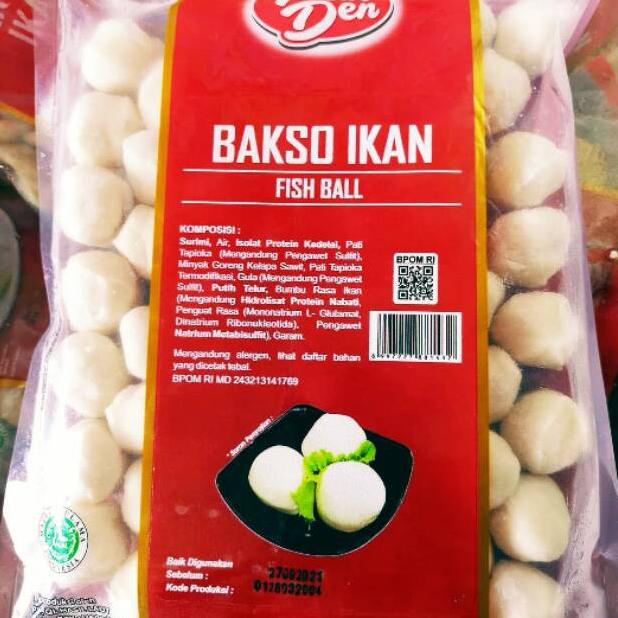 Den
BAKSO IKAN
FISH BALL
KOMPOSISI :
Surimi, Air, Isolat Protein Kedelai, Pati
Tapioka (Mengandung Pengawet Sulfit),
Minyak Goreng Kelapa Sawit, Pati Tapioka
Termodifikasi, Gula (Mengandung Pengawet
Sulfit), Putih Telur, Bumbu Rasa Ikan
(Mengandung Hidrolisat Protein Nabati,
Penguat Rasa (Mononatrium L- Glutamat,
Dinatrium Ribonukleotida), Pengawet
Natrium Metabisulfit), Garam.
Mengandung alergen, lihat daftar bahan
yang dicetak tebal.
BPOM RI MD 243213141769
BPOM RI
* Saran Penyajian :
Baik Digunakan
Sebelum : 27092021
Kode Produksi :